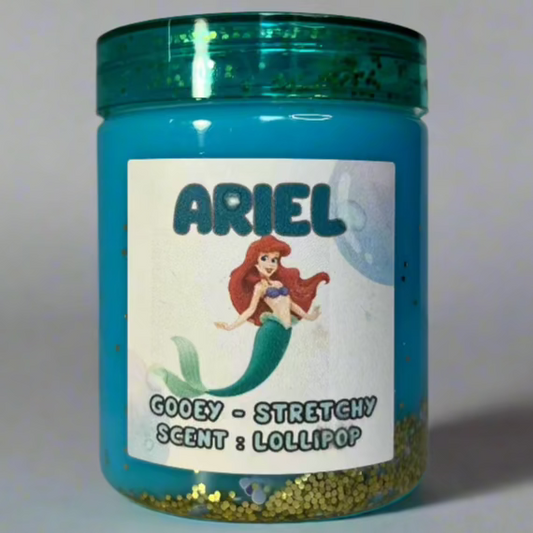 ARIEL
GOOEY - STRETCHY
SCENT : LOLLIPOP